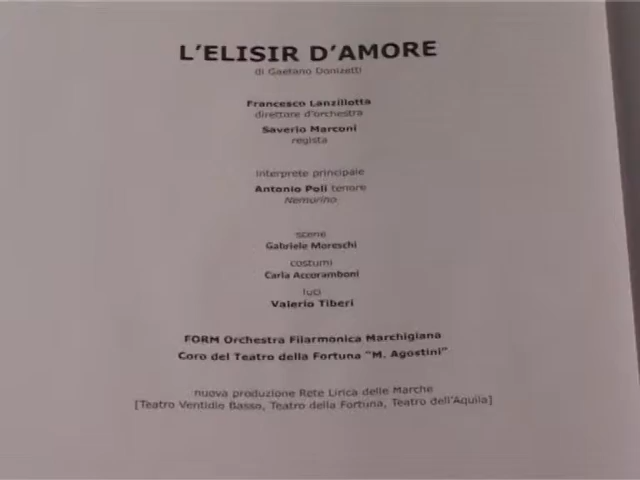 L'ELISIR D'AMORE
di Gaetano Donizetti
Francesco Lanzillotta
direttore d'orchestra
Saverio Marconi
regista
interprete principale
Antonio Poli tenore
Nemorino
scene
Gabriele Moreschi
costumi
Carla Accoramboni
luci
Valerio Tiberi
FORM Orchestra Filarmonica Marchigiana
Coro del Teatro della Fortuna "M. Agostini"
nuova produzione Rete Lirica delle Marche
[Teatro Ventidio Basso, Teatro della Fortuna, Teatro dell'Aquila]